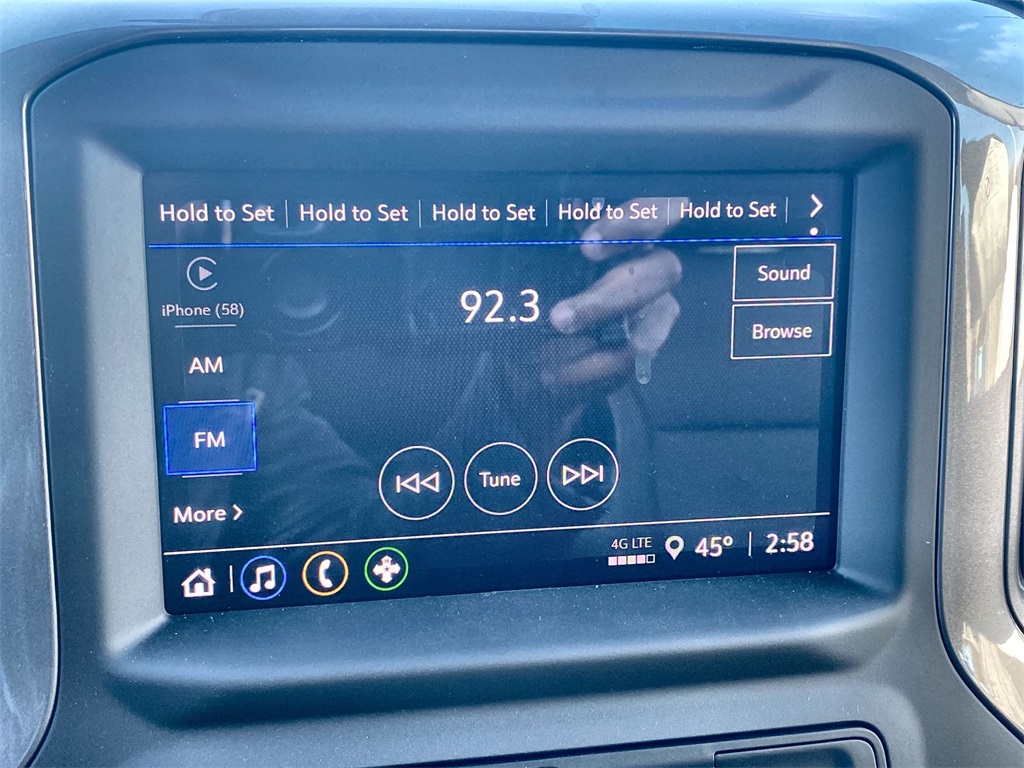 Hold to Set Hold to Set Hold to Set Hold to Set Hold to Set >
iPhone (58)
AM
FM
More >
92.3
Sound
Browse
Tune
4G LTE
45° 2:58